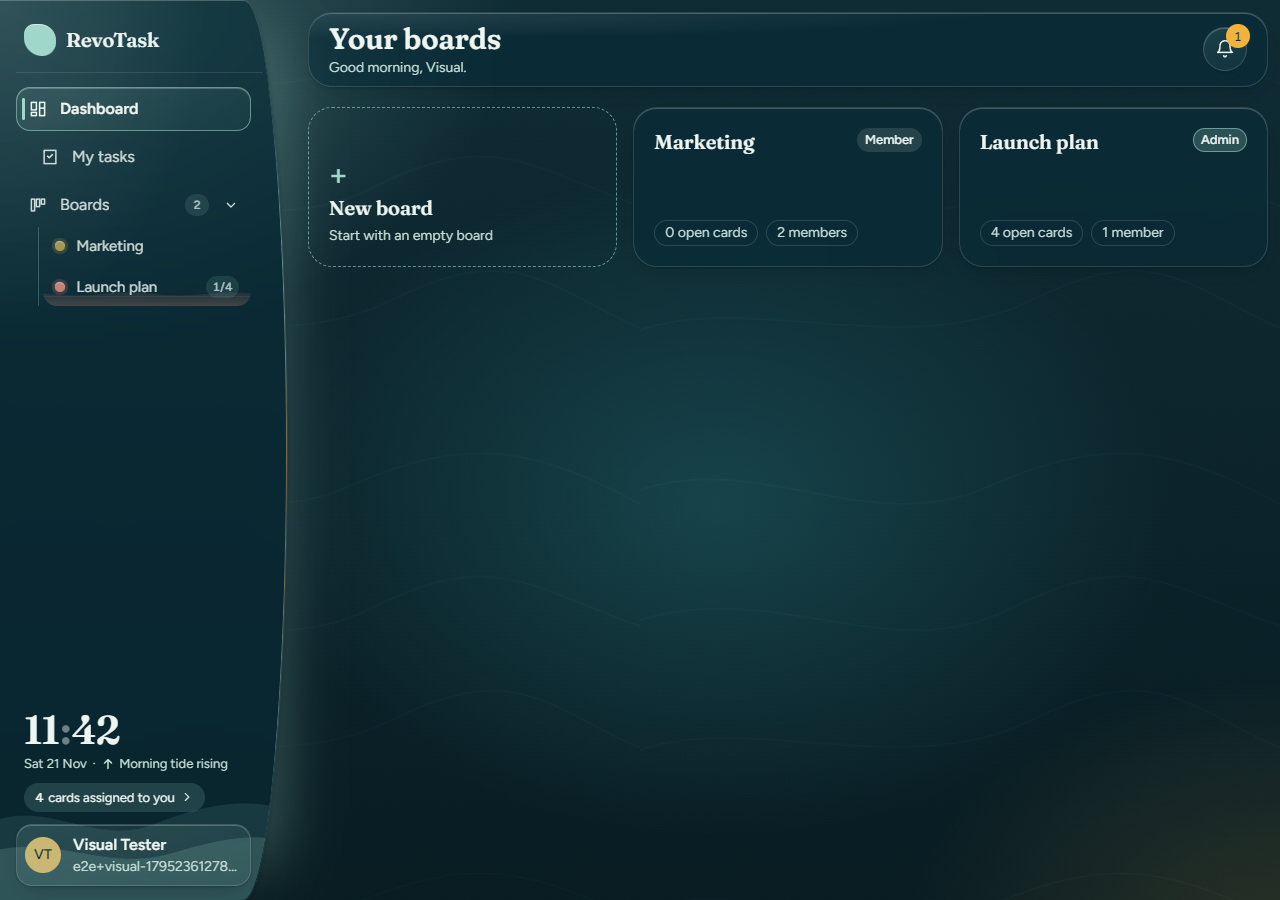 RevoTask
Dashboard
My tasks
Boards 2
Marketing
Launch plan 1/4
11:42
Sat 21 Nov · ↑ Morning tide rising
4 cards assigned to you
VT
Visual Tester
e2e+visual-17952361278...
Your boards
Good morning, Visual.
1
+
New board
Start with an empty board
Marketing Member
0 open cards 2 members
Launch plan Admin
4 open cards 1 member